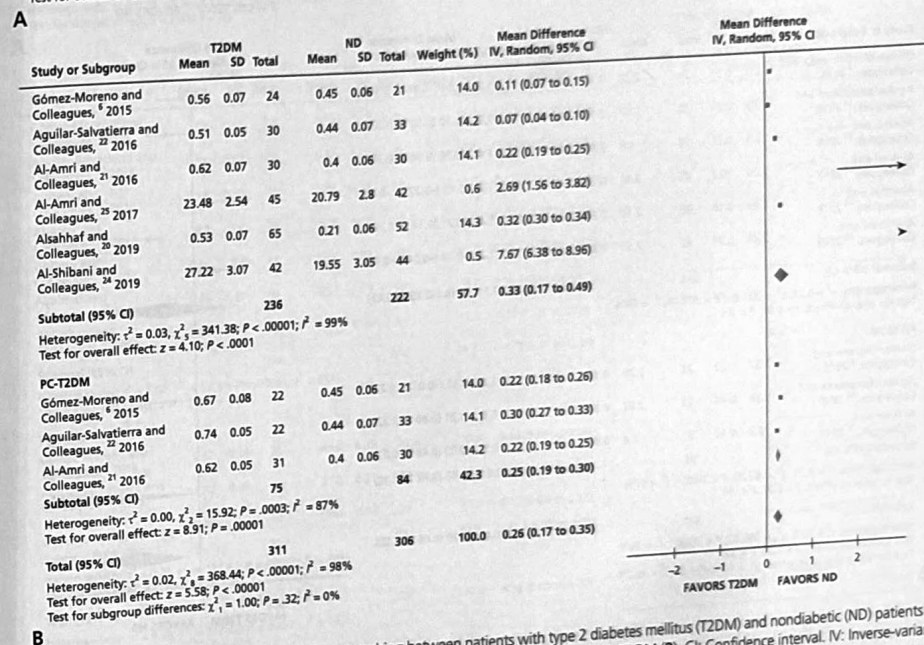 A
T2DM ND Mean Difference Mean Difference
Study or Subgroup Mean SD Total Mean SD Total Weight (%) IV, Random, 95% CI IV, Random, 95% CI
Gómez-Moreno and
Colleagues, 6 2015 0.56 0.07 24 0.45 0.06 21 14.0 0.11 (0.07 to 0.15)
Aguilar-Salvatierra and
Colleagues, 22 2016 0.51 0.05 30 0.44 0.07 33 14.2 0.07 (0.04 to 0.10)
Al-Amri and
Colleagues, 21 2016 0.62 0.07 30 0.4 0.06 30 14.1 0.22 (0.19 to 0.25)
Al-Amri and
Colleagues, 25 2017 23.48 2.54 45 20.79 2.8 42 0.6 2.69 (1.56 to 3.82)
Alsahhaf and
Colleagues, 20 2019 0.53 0.07 65 0.21 0.06 52 14.3 0.32 (0.30 to 0.34)
Al-Shibani and
Colleagues, 24 2019 27.22 3.07 42 19.55 3.05 44 0.5 7.67 (6.38 to 8.96)
Subtotal (95% CI) 236 222 57.7 0.33 (0.17 to 0.49)
Heterogeneity: τ² = 0.03, χ²₅ = 341.38; P < .00001; I² = 99%
Test for overall effect: z = 4.10; P < .0001
PC-T2DM
Gómez-Moreno and
Colleagues, 6 2015 0.67 0.08 22 0.45 0.06 21 14.0 0.22 (0.18 to 0.26)
Aguilar-Salvatierra and
Colleagues, 22 2016 0.74 0.05 22 0.44 0.07 33 14.1 0.30 (0.27 to 0.33)
Al-Amri and
Colleagues, 21 2016 0.62 0.05 31 0.4 0.06 30 14.2 0.22 (0.19 to 0.25)
Subtotal (95% CI) 75 84 42.3 0.25 (0.19 to 0.30)
Heterogeneity: τ² = 0.00, χ²₂ = 15.92; P = .0003; I² = 87%
Test for overall effect: z = 8.91; P = .00001
Total (95% CI) 311 306 100.0 0.26 (0.17 to 0.35)
Heterogeneity: τ² = 0.02, χ²₈ = 368.44; P < .00001; I² = 98%
Test for overall effect: z = 5.58; P < .00001
Test for subgroup differences: χ²₁ = 1.00; P = .32; I² = 0%
-2 -1 0 1 2
FAVORS T2DM FAVORS ND
B
between patients with type 2 diabetes mellitus (T2DM) and nondiabetic (ND) patients
CI: Confidence interval. IV: Inverse-varia